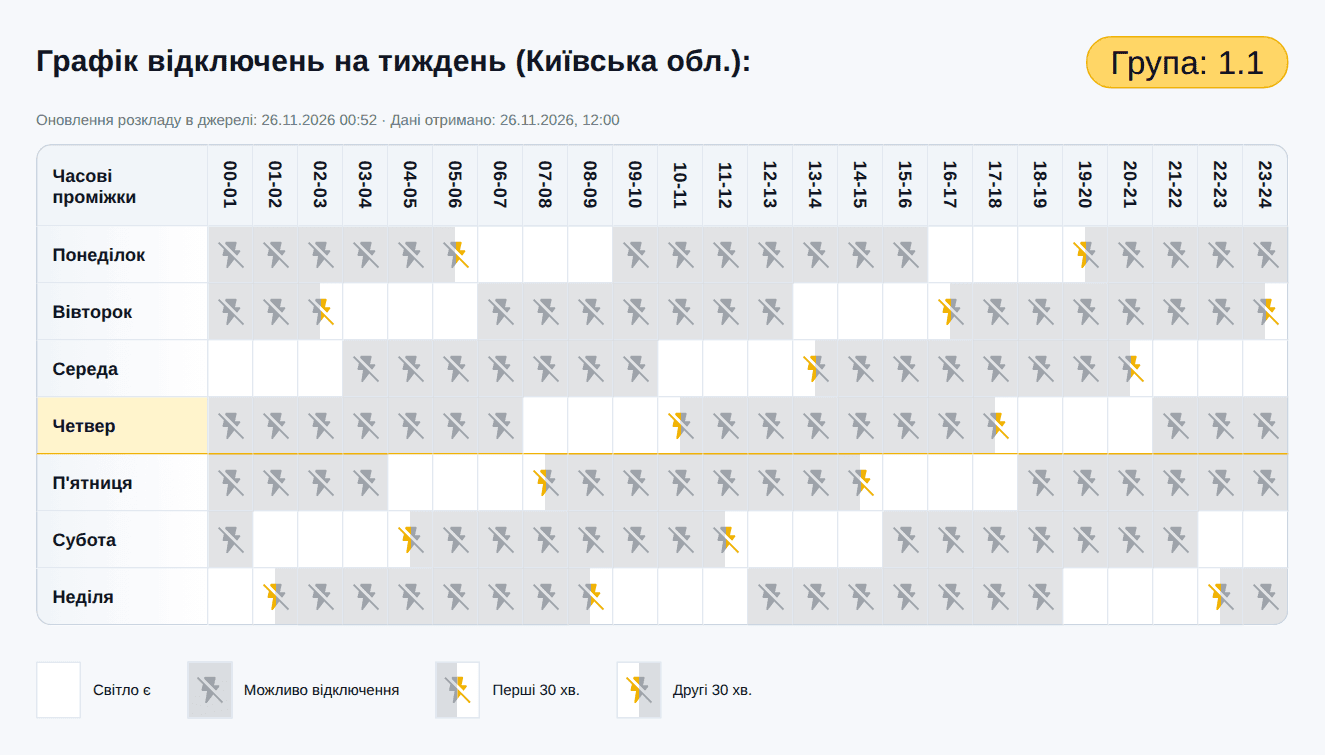 Графік відключень на тиждень (Київська обл.):
Група: 1.1
Оновлення розкладу в джерелі: 26.11.2026 00:52 · Дані отримано: 26.11.2026, 12:00
Часові
проміжки
00-01
01-02
02-03
03-04
04-05
05-06
06-07
07-08
08-09
09-10
10-11
11-12
12-13
13-14
14-15
15-16
16-17
17-18
18-19
19-20
20-21
21-22
22-23
23-24
Понеділок
Вівторок
Середа
Четвер
П'ятниця
Субота
Неділя
Світло є
Можливо відключення
Перші 30 хв.
Другі 30 хв.